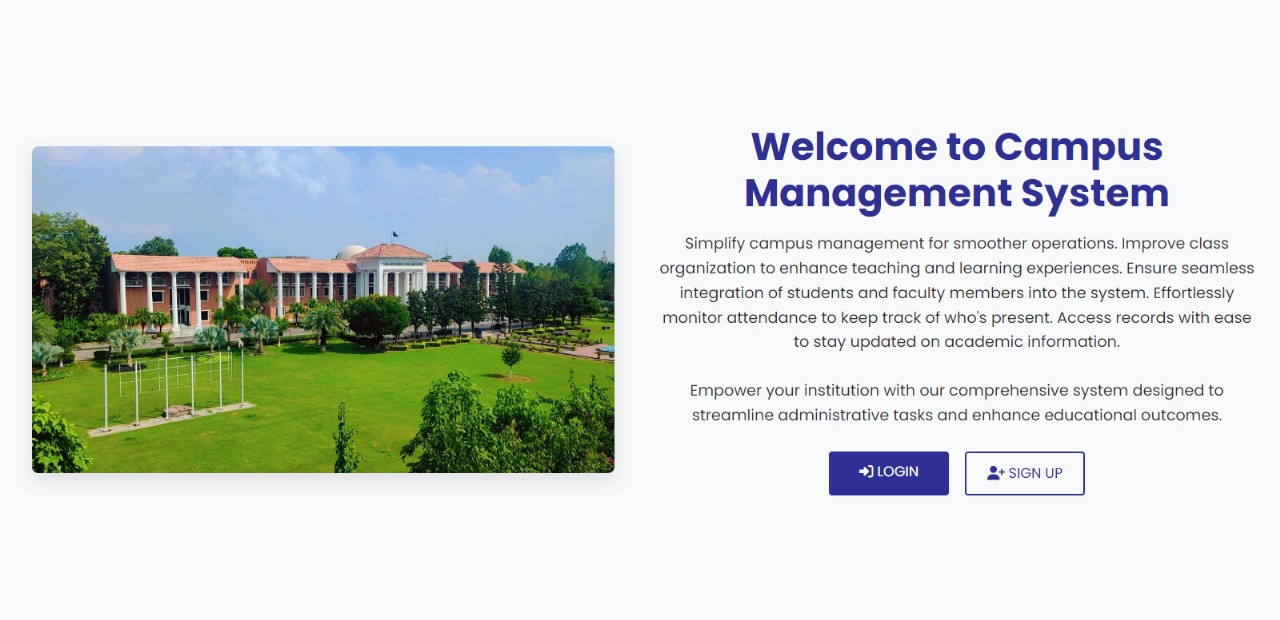 Welcome to Campus
Management System
Simplify campus management for smoother operations. Improve class
organization to enhance teaching and learning experiences. Ensure seamless
integration of students and faculty members into the system. Effortlessly
monitor attendance to keep track of who's present. Access records with ease
to stay updated on academic information.
Empower your institution with our comprehensive system designed to
streamline administrative tasks and enhance educational outcomes.
LOGIN
SIGN UP